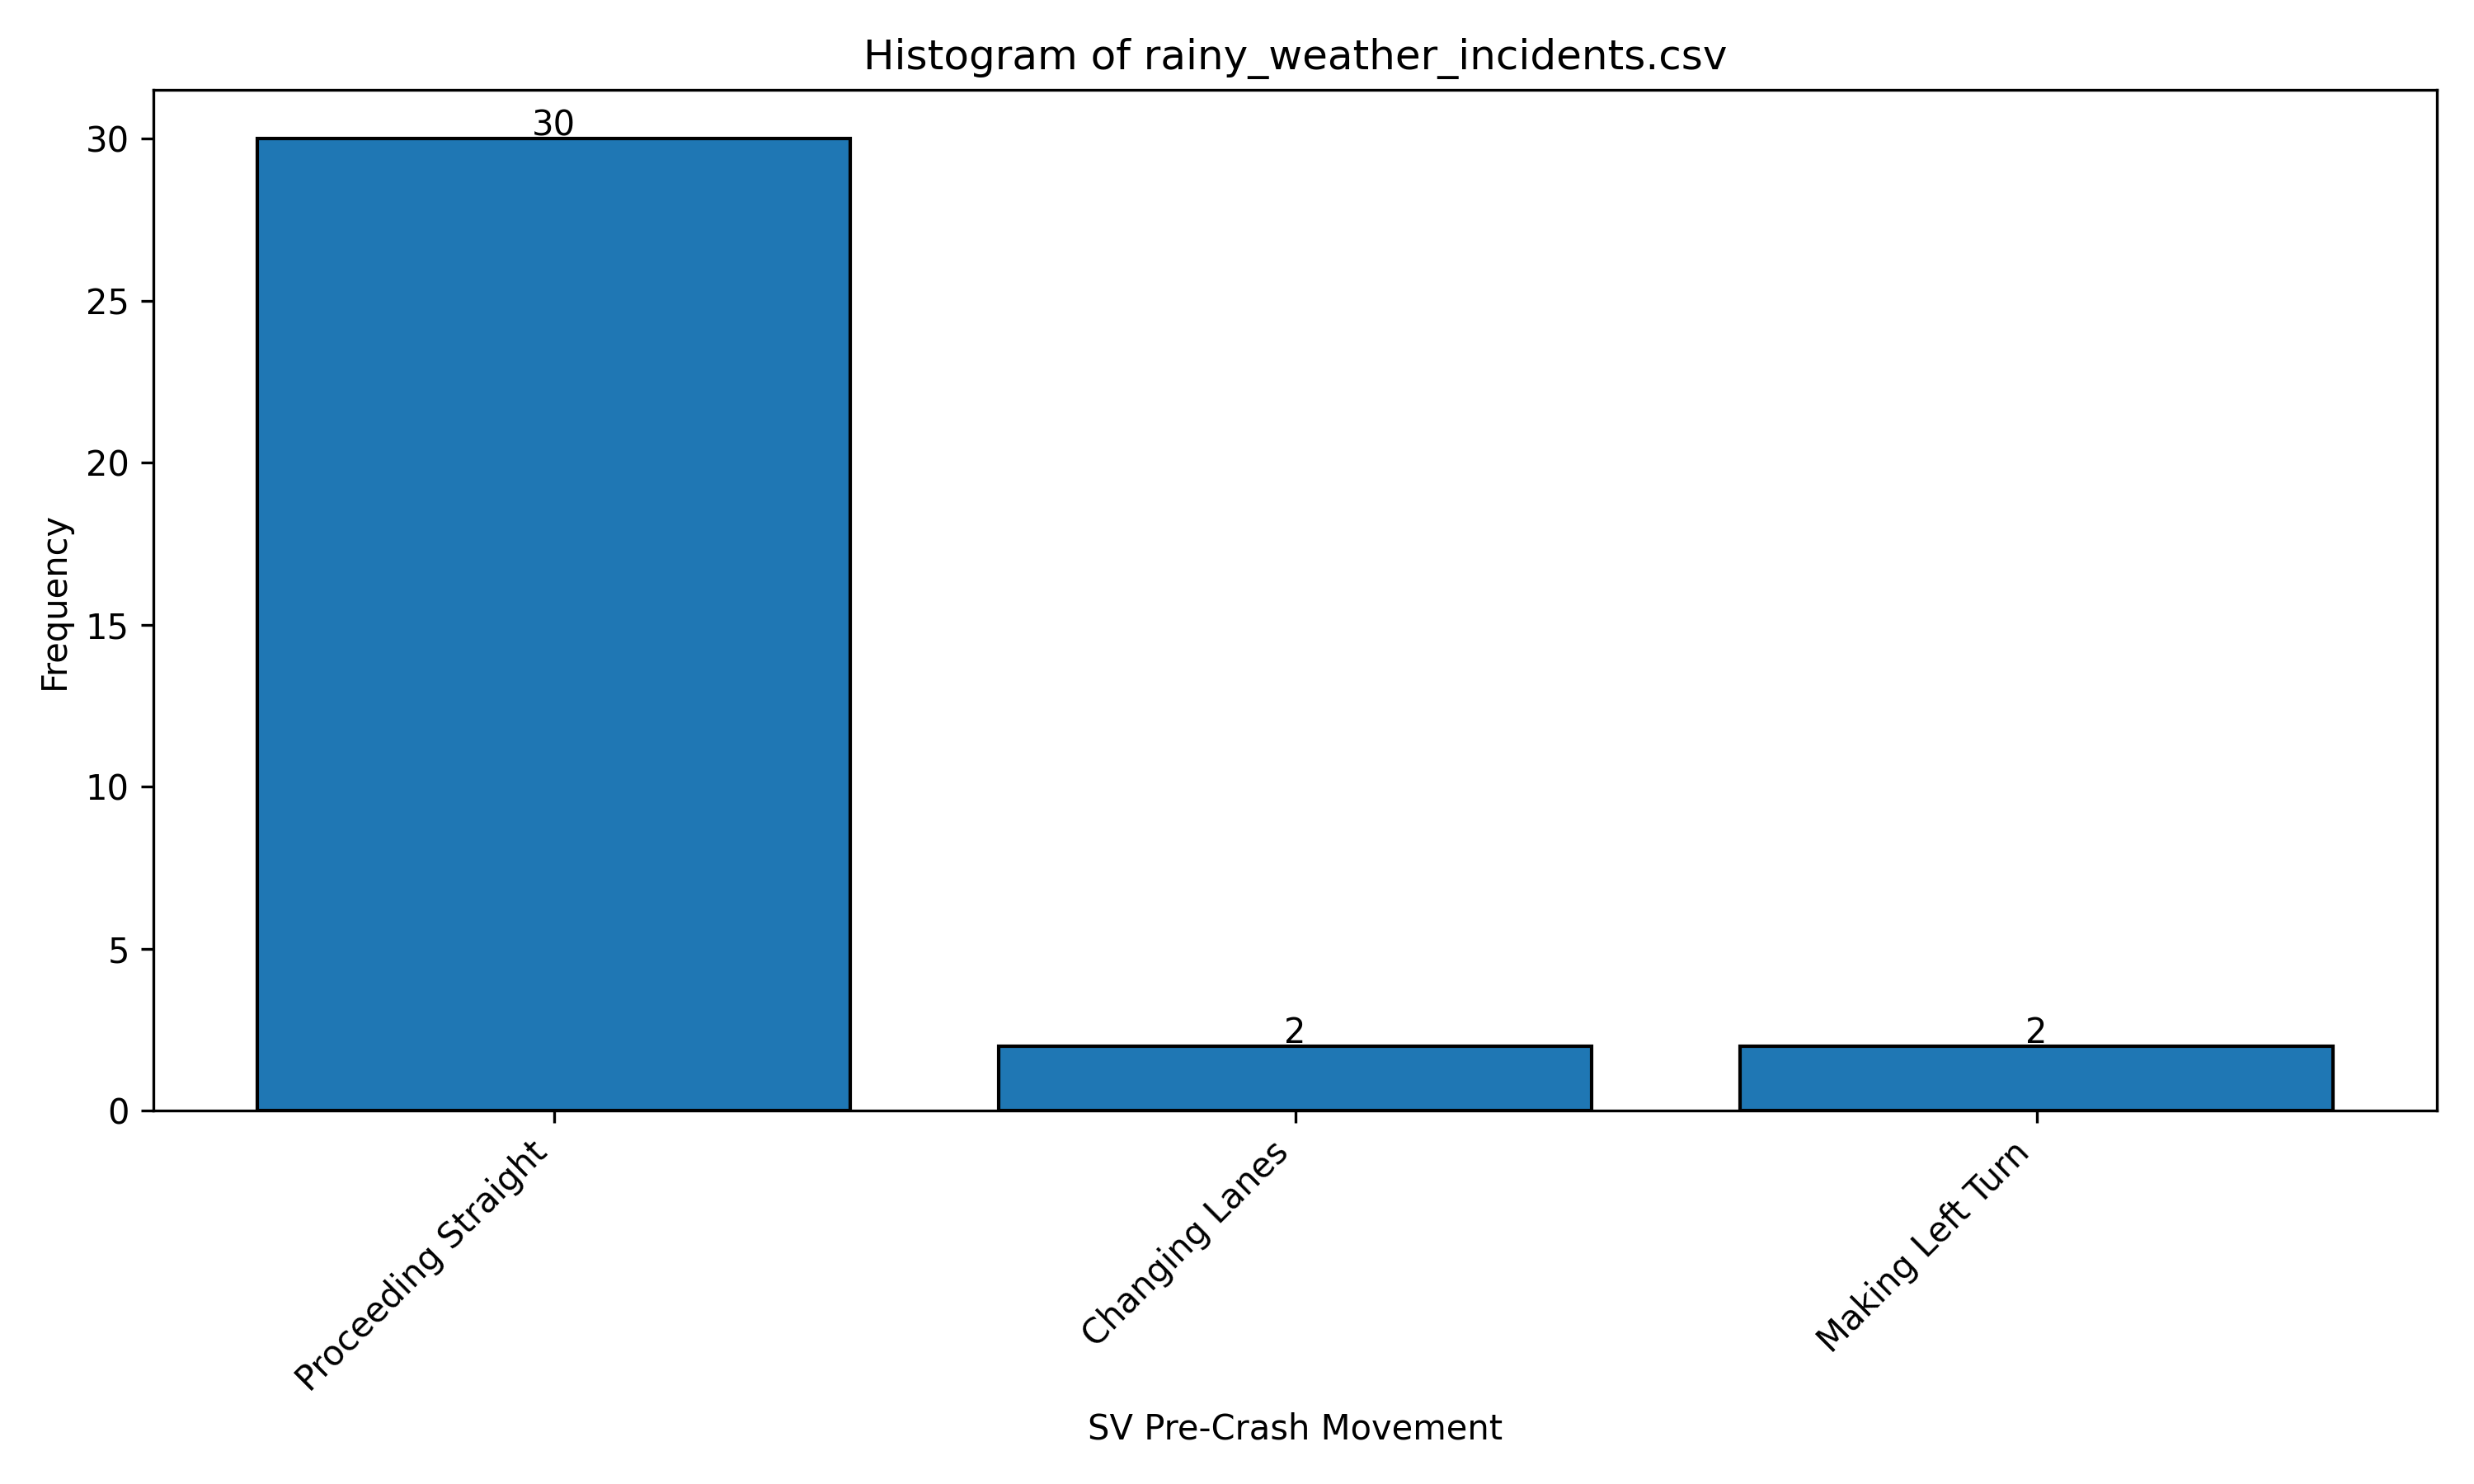 Histogram of rainy_weather_incidents.csv
30
30
25
20
15
10
5
0
Frequency
2
2
Proceeding Straight
Changing Lanes
Making Left Turn
SV Pre-Crash Movement